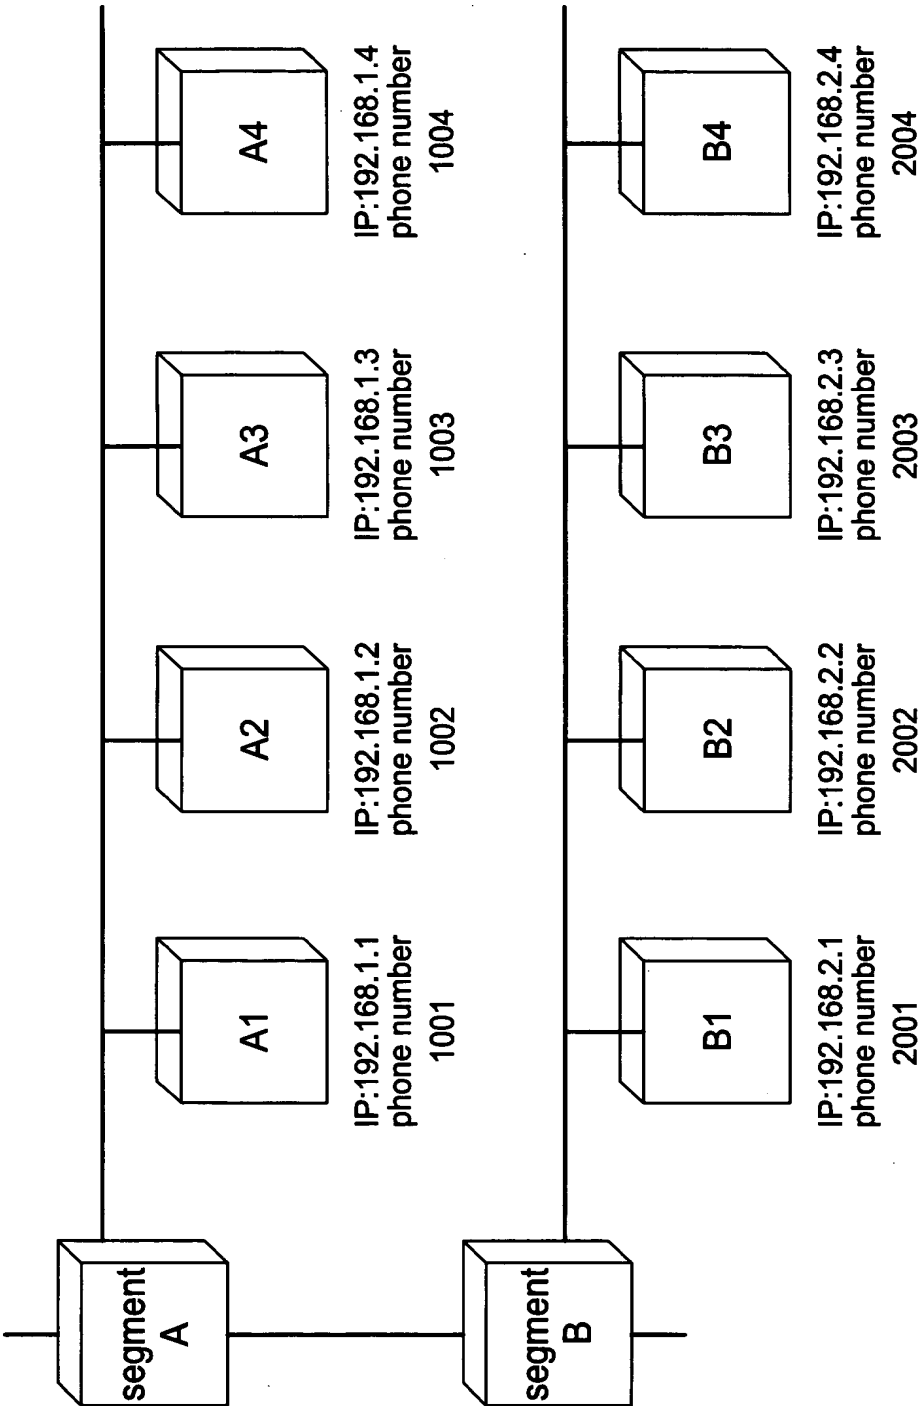 segment
A
A1
IP:192.168.1.1
phone number
1001
A2
IP:192.168.1.2
phone number
1002
A3
IP:192.168.1.3
phone number
1003
A4
IP:192.168.1.4
phone number
1004
segment
B
B1
IP:192.168.2.1
phone number
2001
B2
IP:192.168.2.2
phone number
2002
B3
IP:192.168.2.3
phone number
2003
B4
IP:192.168.2.4
phone number
2004